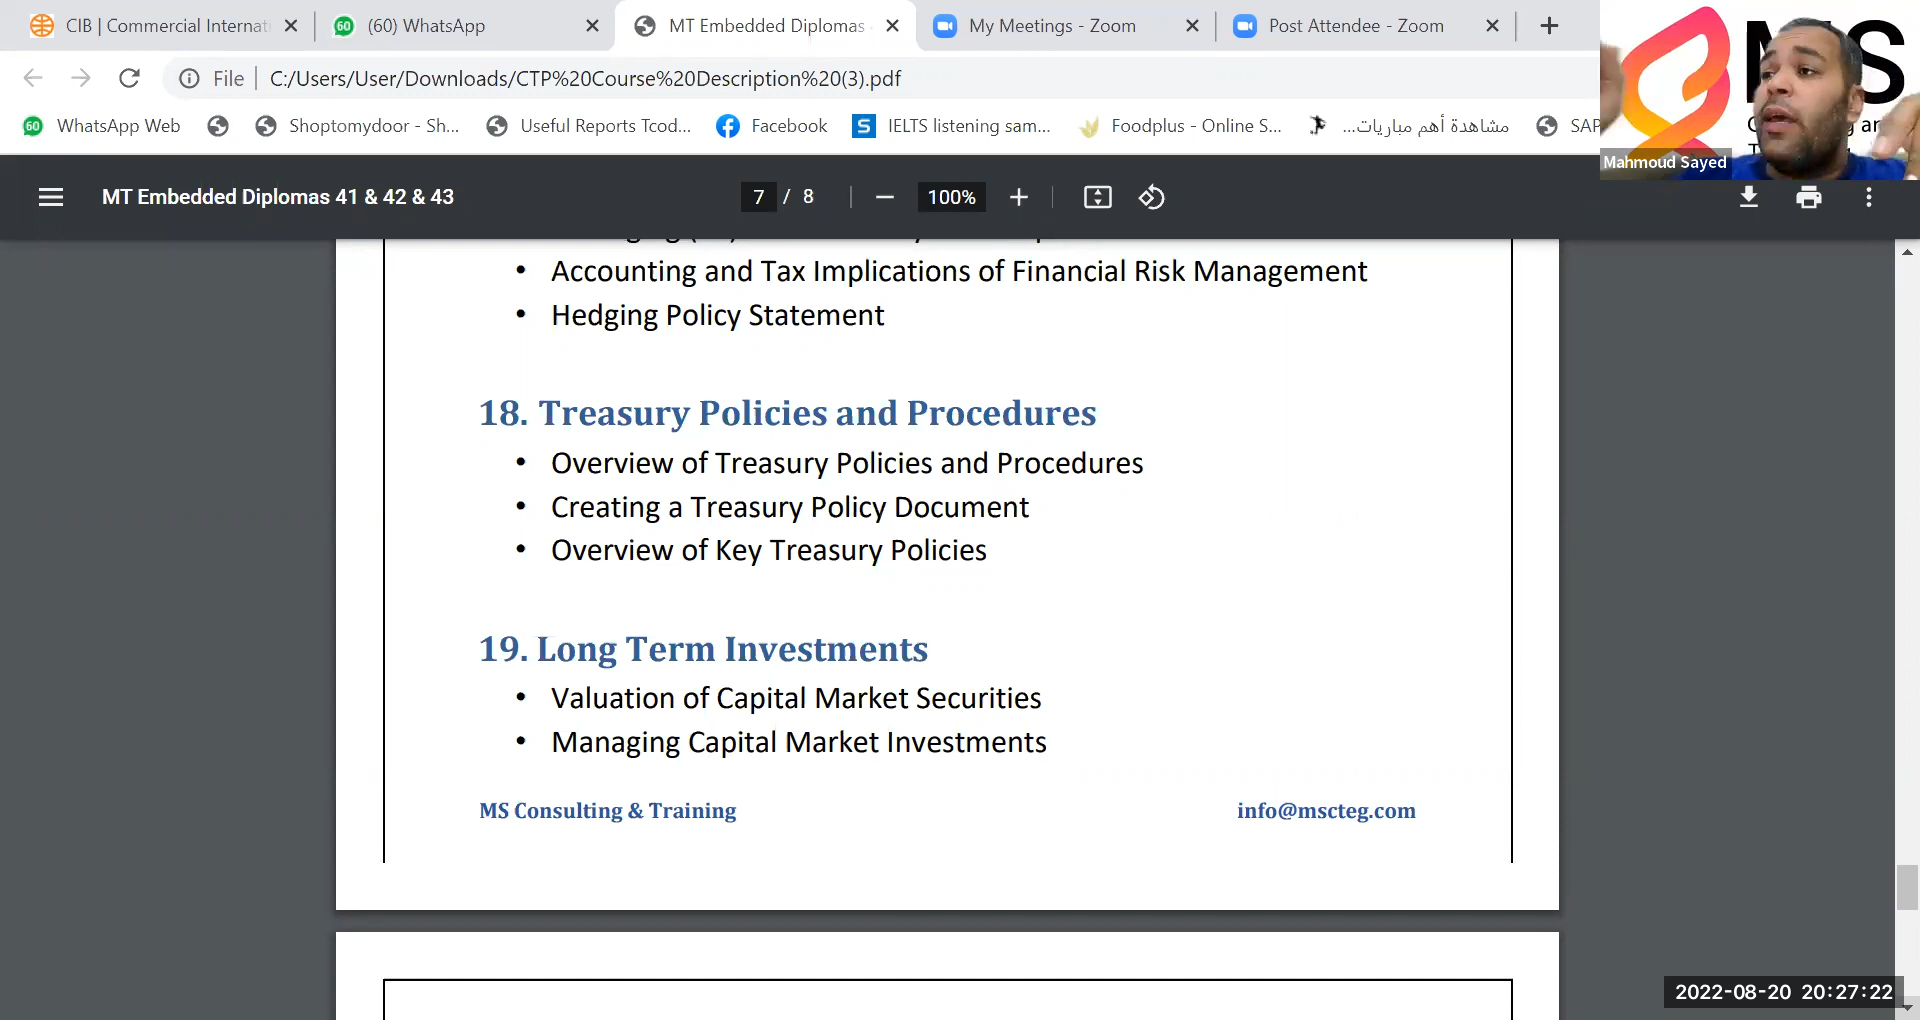 CIB | Commercial Internat
(60) WhatsApp
MT Embedded Diplomas
My Meetings - Zoom
Post Attendee - Zoom
File
C:/Users/User/Downloads/CTP%20Course%20Description%20(3).pdf
60 WhatsApp Web
Shoptomydoor - Sh...
Useful Reports Tcod...
Facebook
S IELTS listening sam...
Foodplus - Online S...
مشاهدة أهم مباريات...
SAP
MS
Mahmoud Sayed
MT Embedded Diplomas 41 & 42 & 43
7 / 8
100%
• Accounting and Tax Implications of Financial Risk Management
• Hedging Policy Statement
18. Treasury Policies and Procedures
• Overview of Treasury Policies and Procedures
• Creating a Treasury Policy Document
• Overview of Key Treasury Policies
19. Long Term Investments
• Valuation of Capital Market Securities
• Managing Capital Market Investments
MS Consulting & Training
info@mscteg.com
2022-08-20 20:27:22